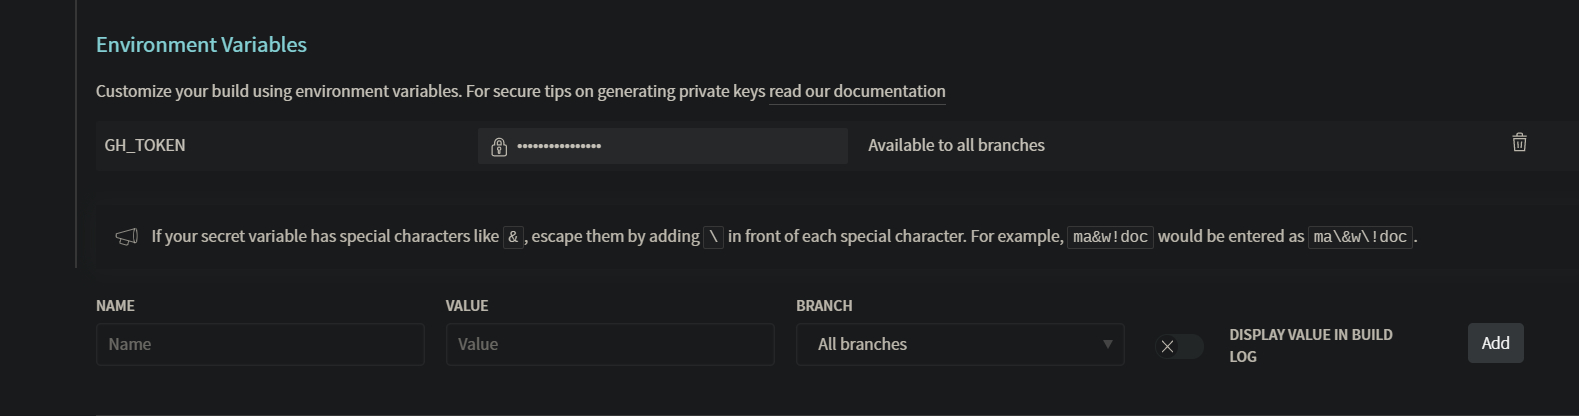 Environment Variables
Customize your build using environment variables. For secure tips on generating private keys read our documentation
GH_TOKEN •••••••••••••••• Available to all branches
If your secret variable has special characters like & , escape them by adding \ in front of each special character. For example, ma&w!doc would be entered as ma\&w\!doc .
NAME VALUE BRANCH
Name Value All branches DISPLAY VALUE IN BUILD
LOG Add